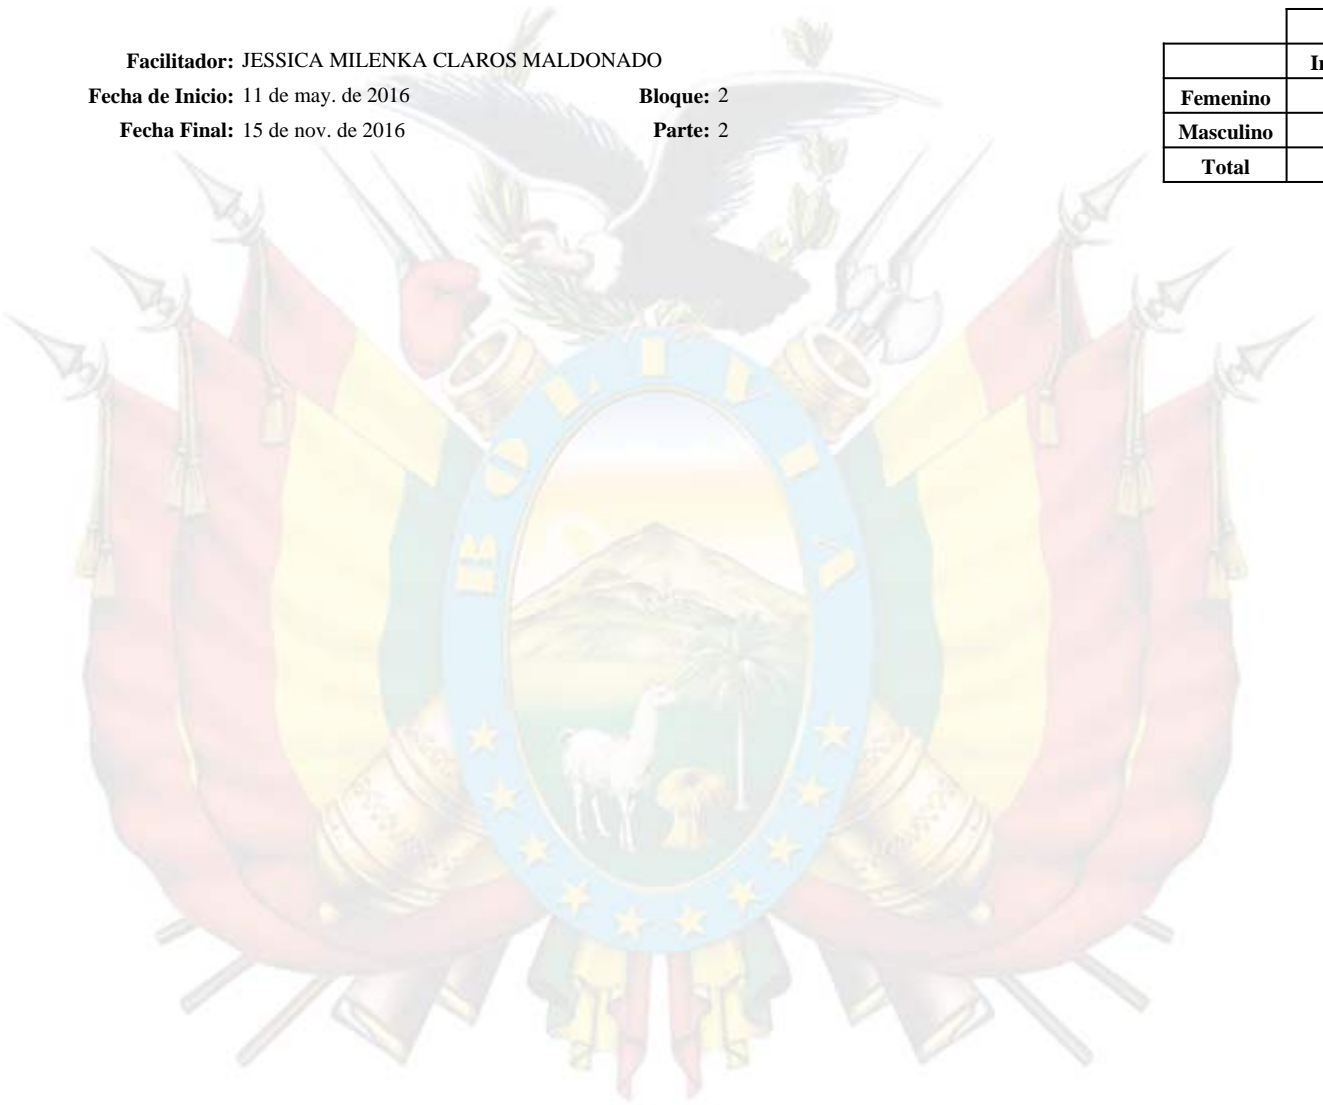 Facilitador: JESSICA MILENKA CLAROS MALDONADO
Fecha de Inicio: 11 de may. de 2016 Bloque: 2
Fecha Final: 15 de nov. de 2016 Parte: 2
Femenino
Masculino
Total
BOLIVIA